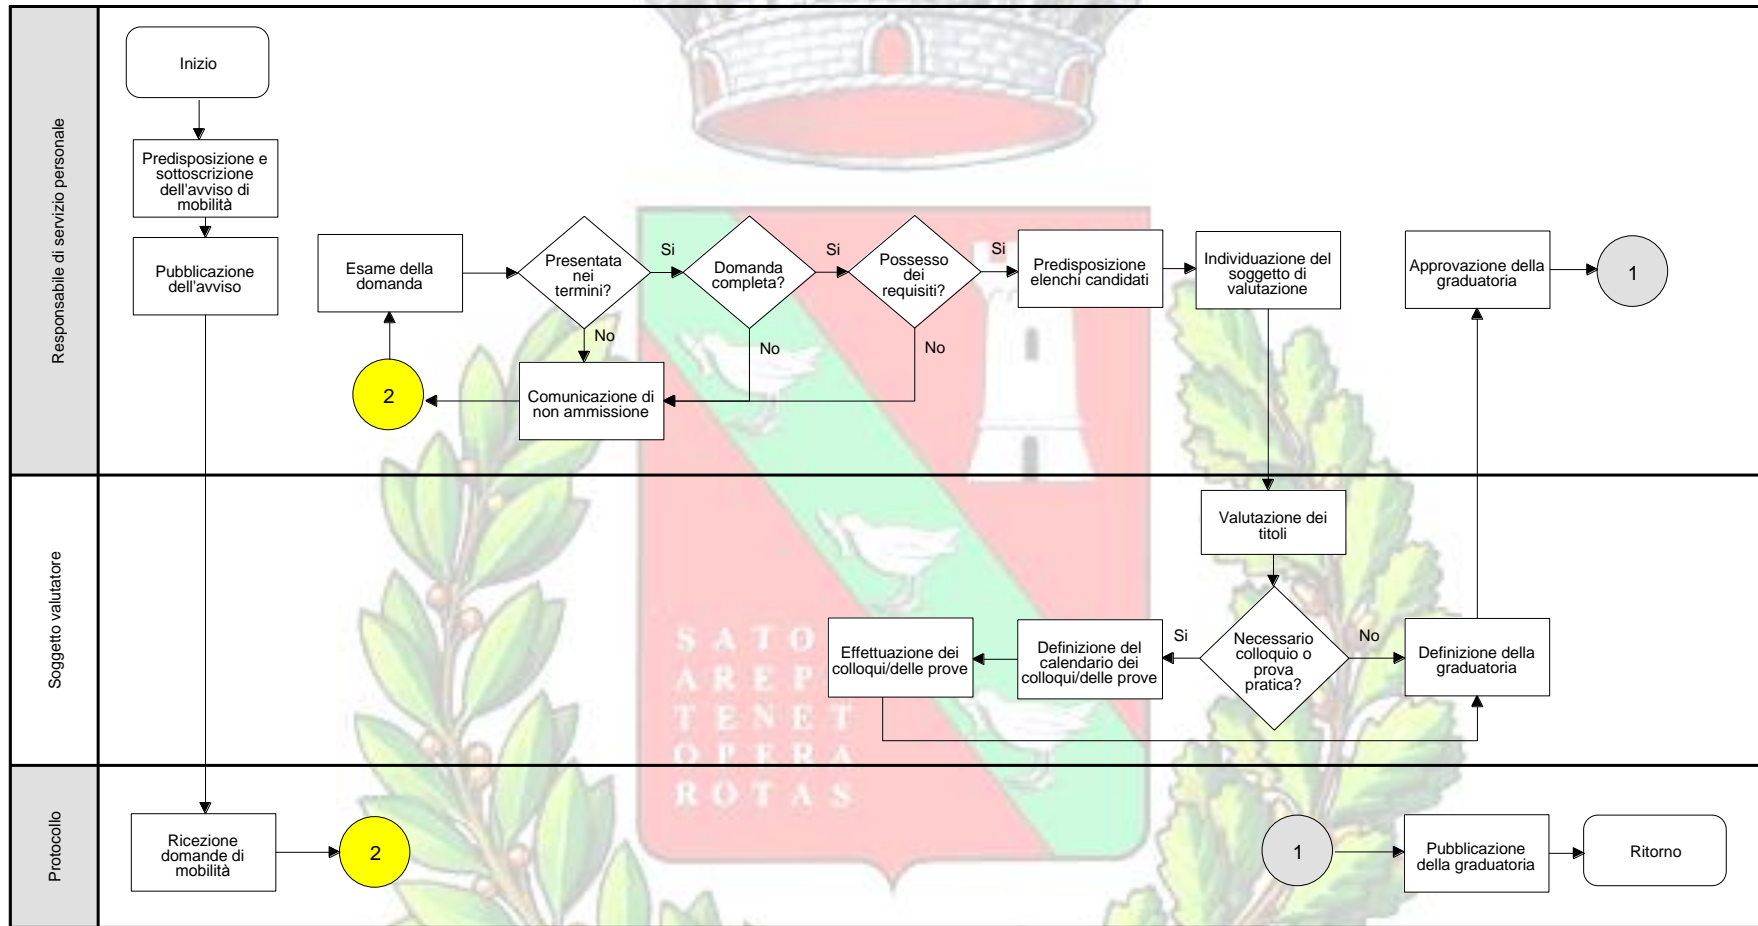 Responsabile di servizio personale
Inizio
Predisposizione e
sottoscrizione
dell'avviso di
mobilità
Pubblicazione
dell'avviso
Esame della
domanda
2
Presentata
nei
termini?
Si
No
Domanda
completa?
Si
No
Possesso
dei
requisiti?
Si
No
Comunicazione di
non ammissione
Predisposizione
elenchi candidati
Individuazione del
soggetto di
valutazione
Approvazione della
graduatoria
1
Soggetto valutatore
Valutazione dei
titoli
Necessario
colloquio o
prova
pratica?
Si
No
Definizione del
calendario dei
colloqui/delle prove
Effettuazione dei
colloqui/delle prove
Definizione della
graduatoria
SATO
AREP
TENET
OPERA
ROTAS
Protocollo
Ricezione
domande di
mobilità
2
1
Pubblicazione
della graduatoria
Ritorno